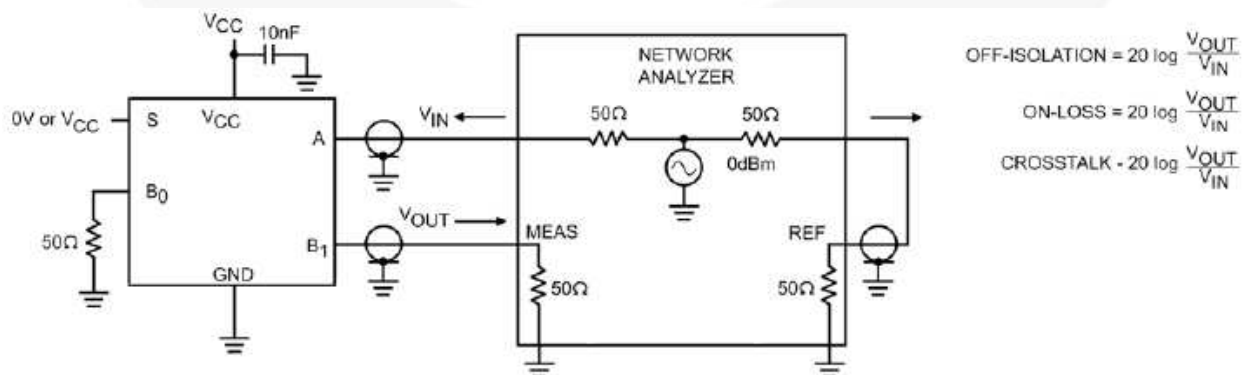 VCC
10nF
0V or VCC
S
VCC
A
B0
50Ω
B1
GND
VIN
VOUT
NETWORK
ANALYZER
50Ω
50Ω
0dBm
MEAS
REF
50Ω
50Ω
OFF-ISOLATION = 20 log VOUT/VIN
ON-LOSS = 20 log VOUT/VIN
CROSSTALK - 20 log VOUT/VIN